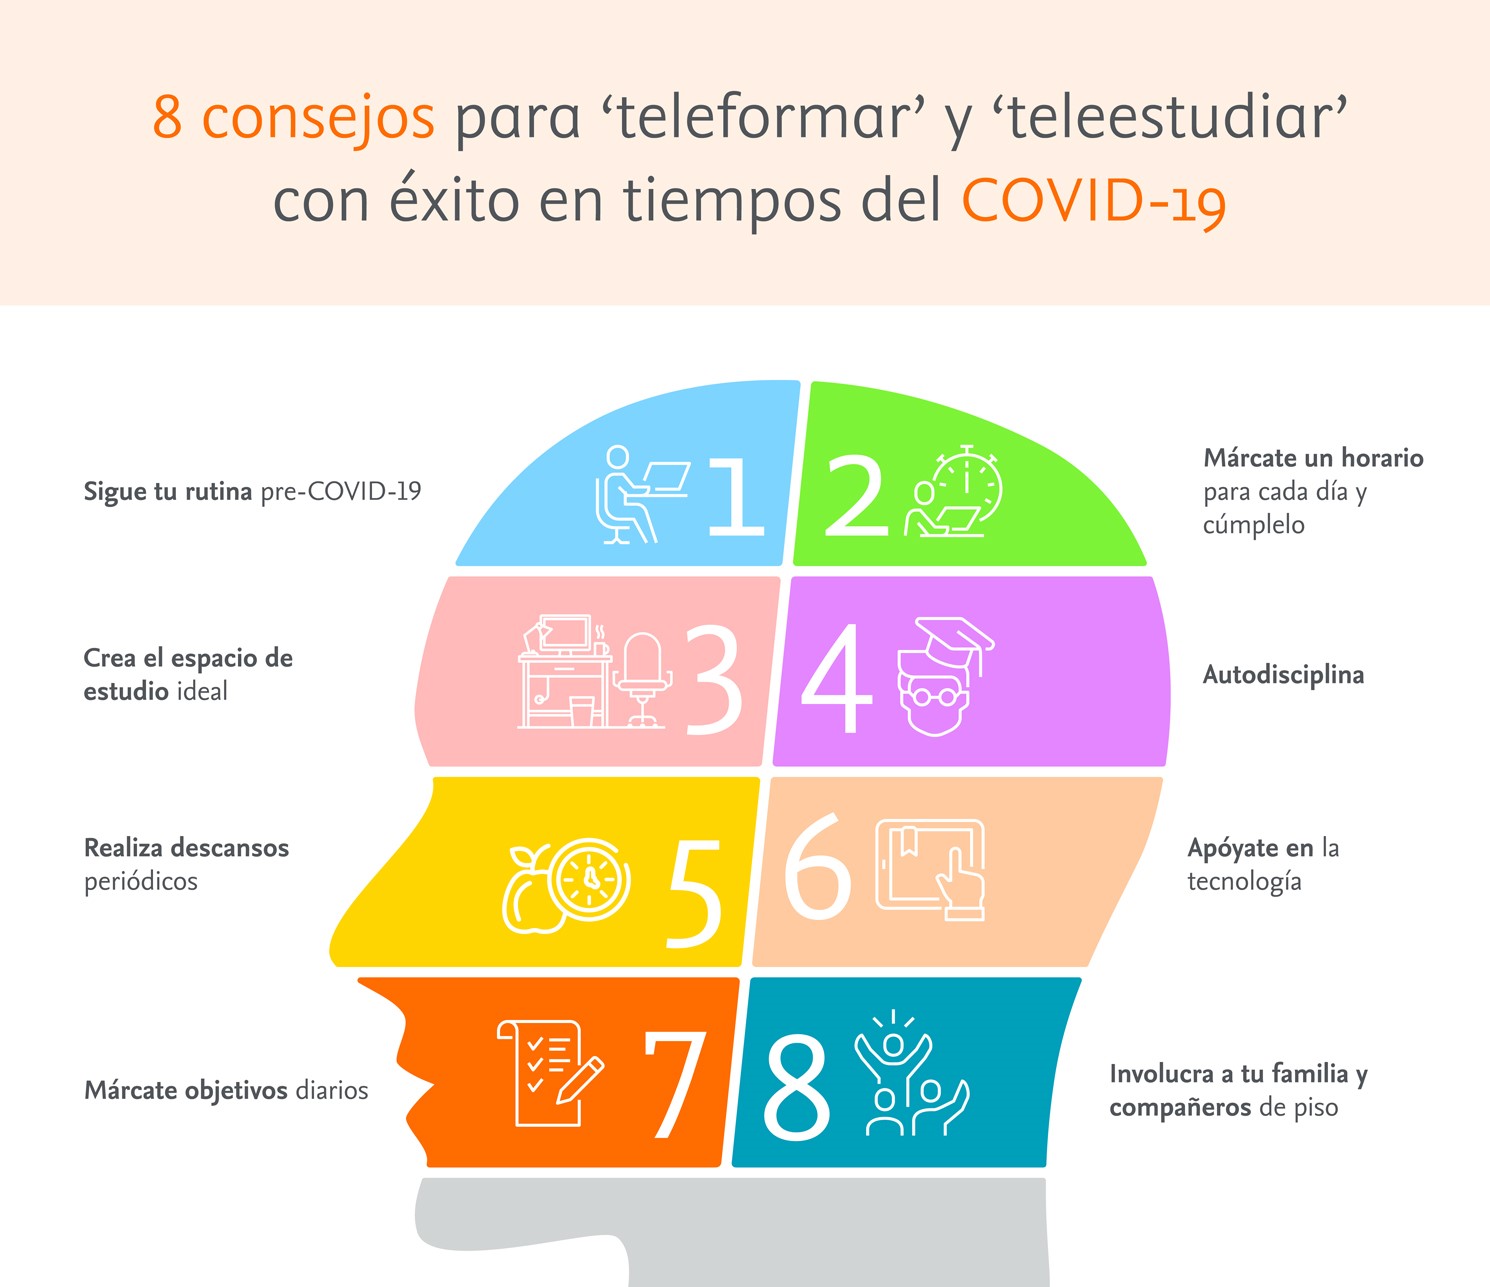 8 consejos para ‘teleformar’ y ‘teleestudiar’
con éxito en tiempos del COVID-19
Sigue tu rutina pre-COVID-19
1
2
Márcate un horario
para cada día y
cúmplelo
Crea el espacio de
estudio ideal
3
4
Autodisciplina
Realiza descansos
periódicos
5
6
Apóyate en la
tecnología
Márcate objetivos diarios
7
8
Involucra a tu familia y
compañeros de piso